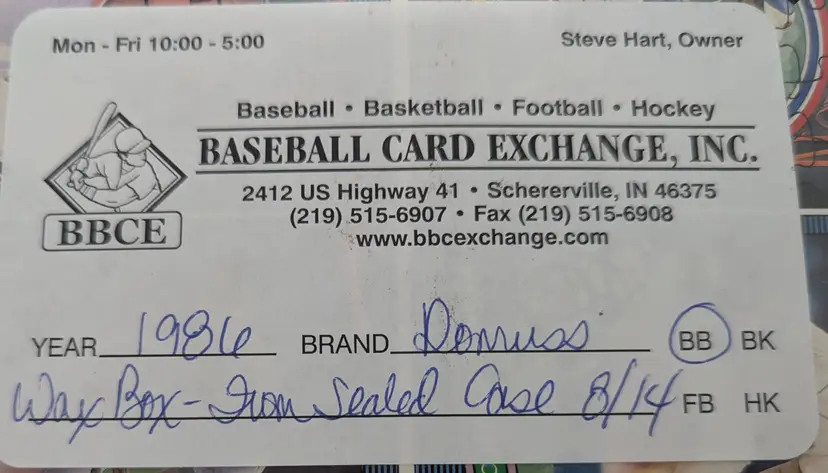 Mon - Fri 10:00 - 5:00 Steve Hart, Owner
Baseball • Basketball • Football • Hockey
BASEBALL CARD EXCHANGE, INC.
2412 US Highway 41 • Schererville, IN 46375
(219) 515-6907 • Fax (219) 515-6908
www.bbcexchange.com
BBCE
YEAR 1986 BRAND Donruss BB BK
Wax Box - From Sealed Case 8/14 FB HK